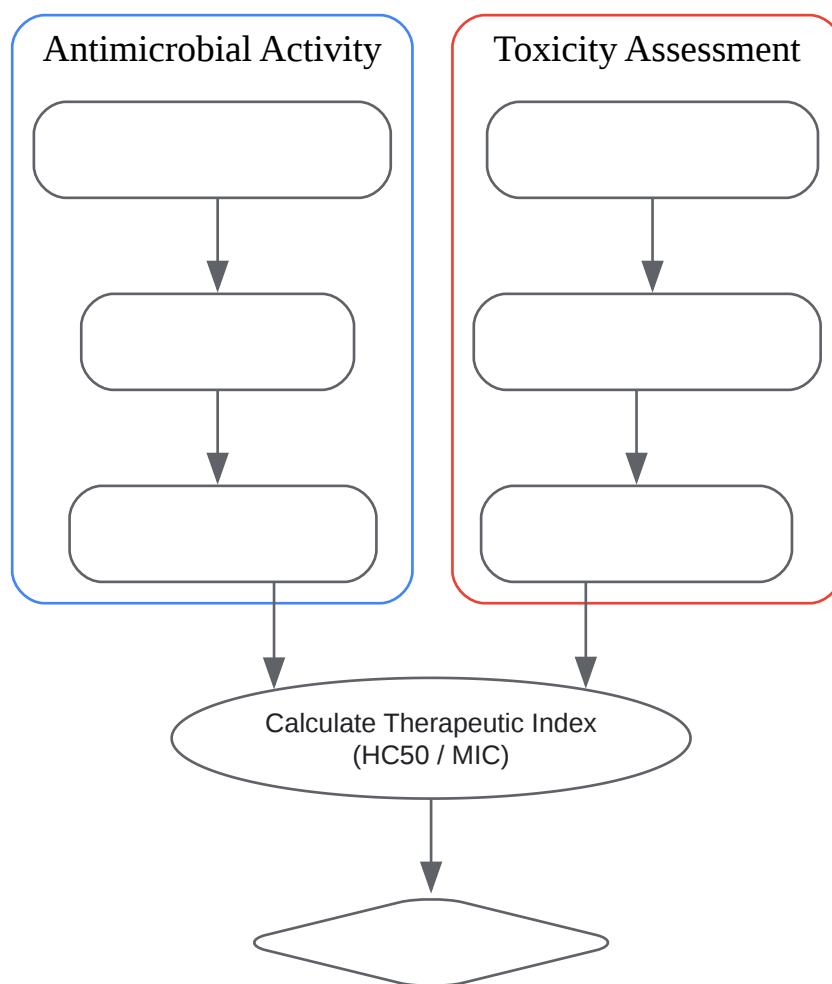 Antimicrobial Activity
Toxicity Assessment
Calculate Therapeutic Index
(HC50 / MIC)